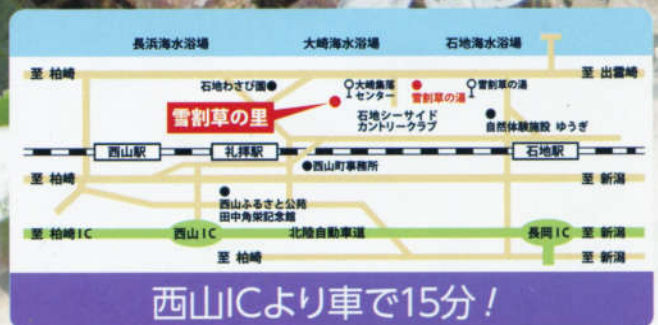 長浜海水浴場
大崎海水浴場
石地海水浴場
至 柏崎
至 出雲崎
石地わさび園
大崎集落
センター
雪割草の湯
雪割草の湯
雪割草の里
石地シーサイド
カントリークラブ
自然体験施設 ゆうぎ
西山駅
礼拝駅
石地駅
西山町事務所
至 柏崎
至 新潟
西山ふるさと公苑
田中角栄記念館
至 柏崎IC
西山IC
北陸自動車道
長岡IC
至 新潟
至 柏崎
至 新潟
西山ICより車で15分!